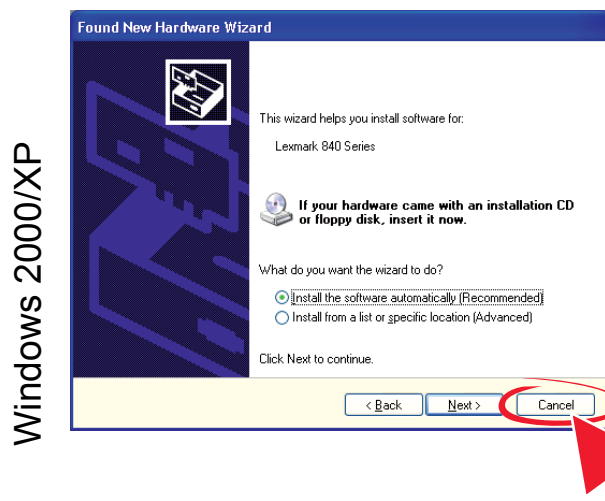 Windows 2000/XP
Found New Hardware Wizard
This wizard helps you install software for:
Lexmark 840 Series
If your hardware came with an installation CD
or floppy disk, insert it now.
What do you want the wizard to do?
Install the software automatically (Recommended)
Install from a list or specific location (Advanced)
Click Next to continue.
< Back Next > Cancel